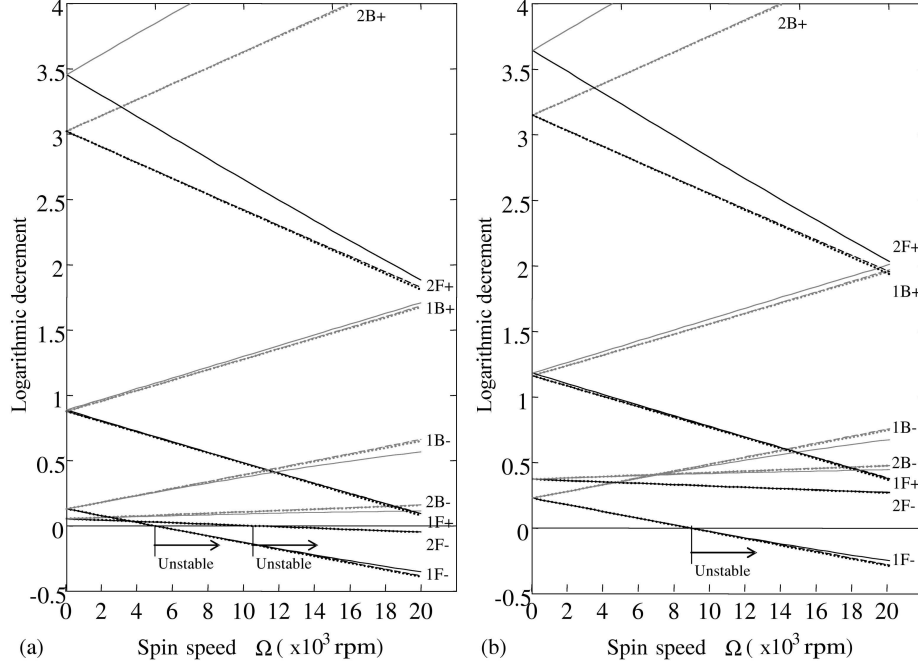 4
3.5
3
2.5
2
1.5
1
0.5
0
-0.5
Logarithmic decrement
2B+
2F+
1B+
1B-
2B-
1F+
2F-
1F-
Unstable
Unstable
0 2 4 6 8 10 12 14 16 18 20
(a) Spin speed Ω ( x10³ rpm)
4
3.5
3
2.5
2
1.5
1
0.5
0
-0.5
Logarithmic decrement
2B+
2F+
1B+
1B-
2B-
1F+
2F-
1F-
Unstable
0 2 4 6 8 10 12 14 16 18 20
(b) Spin speed Ω ( x10³ rpm)